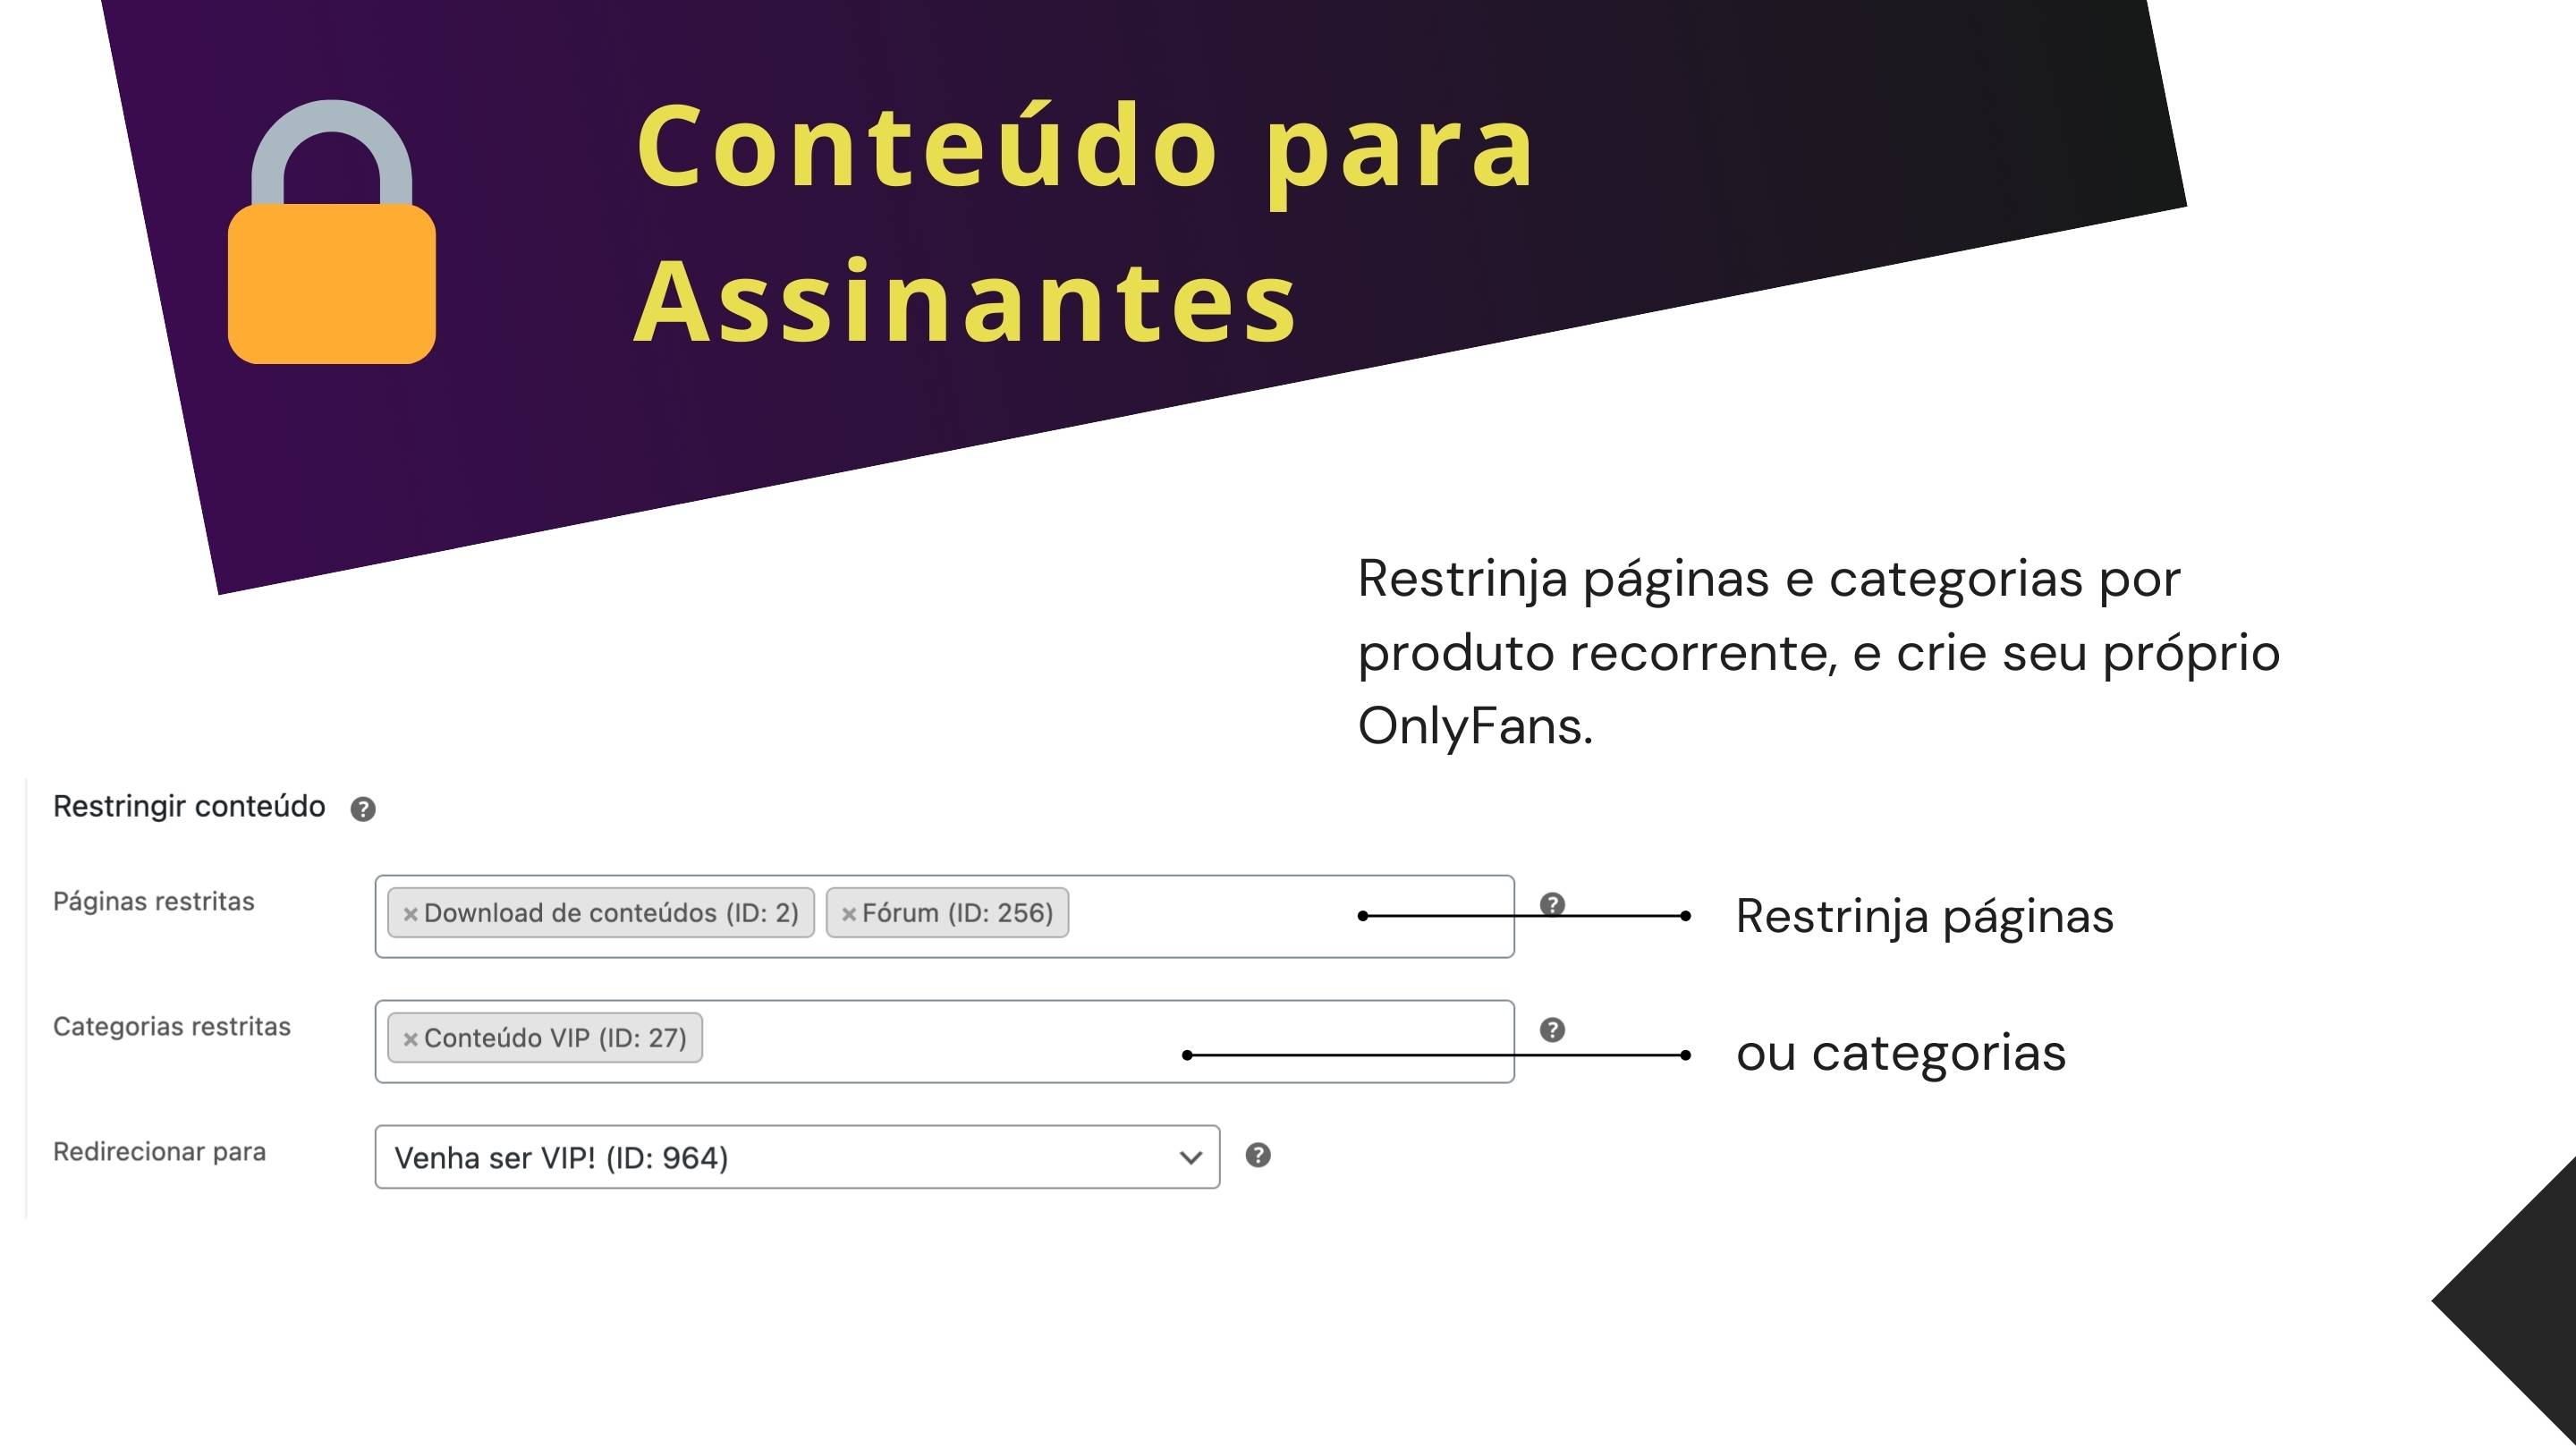 Conteúdo para
Assinantes
Restrinja páginas e categorias por
produto recorrente, e crie seu próprio
OnlyFans.
Restringir conteúdo ?
Páginas restritas × Download de conteúdos (ID: 2) × Fórum (ID: 256) ? Restrinja páginas
Categorias restritas × Conteúdo VIP (ID: 27) ? ou categorias
Redirecionar para Venha ser VIP! (ID: 964) ?